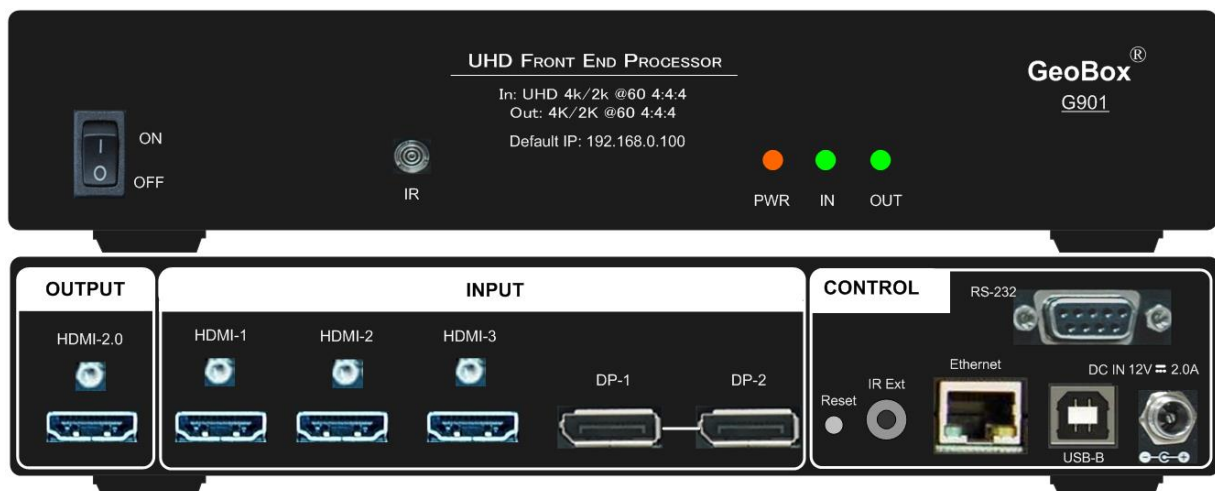 UHD FRONT END PROCESSOR
In: UHD 4k/2k @60 4:4:4
Out: 4K/2K @60 4:4:4
Default IP: 192.168.0.100
GeoBox®
G901
ON
OFF
I
O
IR
PWR IN OUT
OUTPUT
HDMI-2.0
INPUT
HDMI-1 HDMI-2 HDMI-3
DP-1 DP-2
CONTROL
RS-232
Ethernet
DC IN 12V ⎓ 2.0A
Reset
IR Ext
USB-B